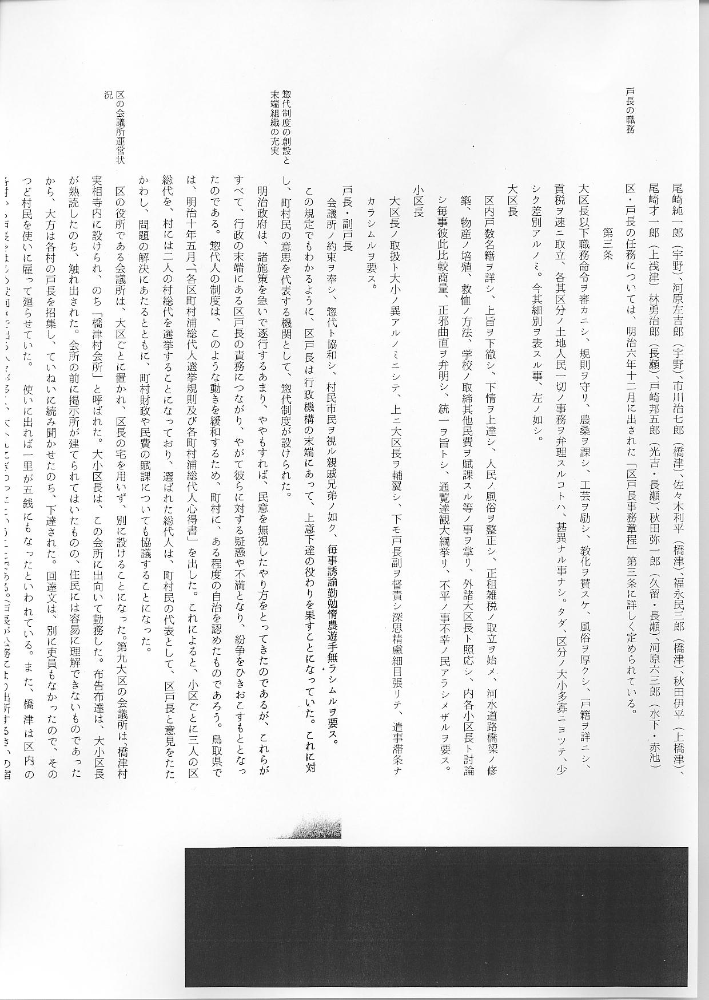 尾崎純一郎（宇野）、河原左吉郎（宇野）、市川治七郎（橋津）、佐々木利平（橋津）、福永民三郎（橋津）、秋田伊平（上橋津）、
尾崎才一郎（上浅津）林勇治郎（長瀬）、戸崎邦五郎（光吉・長瀬）、秋田弥一郎（久留・長瀬）、河原六三郎（水下・赤池）
戸長の職務
区・戸長の任務については、明治六年十二月に出された「区戸長事務章程」第三条に詳しく定められている。
第三条
大区長以下職務命令ヲ審カニシ、規則ヲ守リ、農桑ヲ課シ、工芸ヲ励シ、教化ヲ賛スケ、風俗ヲ厚クシ、戸籍ヲ詳ニシ、
貢税ヲ速ニ取立、各其区分ノ土地人民一切ノ事務ヲ弁理スルコトハ、甚異ナル事ナシ。タダ、区分ノ大小多寡ニヨツテ、少
シク差別アルノミ。今其細別ヲ表スル事、左ノ如シ。
大区長
区内戸数名籍ヲ詳シ、上旨ヲ下徹シ、下情ヲ上達シ、人民ノ風俗ヲ整正シ、正租雑税ノ取立ヲ始メ、河水道路橋梁ノ修
築、物産ノ培殖、救恤ノ方法、学校ノ取締其他民費ヲ賦課スル等ノ事ヲ掌リ、外諸大区長ト照応シ、内各小区長ト討論
シ毎事彼此比較商量、正邪曲直ヲ弁明シ、統一ヲ旨トシ、通覧達観大綱挙リ、不平ノ事不幸ノ民アラシメザルヲ要ス。
小区長
大区長ノ取扱ト大小ノ異アルノミニシテ、上ニ大区長ヲ輔翼シ、下モ戸長副ヲ督責シ深思精慮細目張リテ、遣事滞条ナ
カラシムルヲ要ス。
戸長・副戸長
会議所ノ約束ヲ奉シ、惣代ト協和シ、村民市民ヲ視ル親戚兄弟ノ如ク、毎事誘諭勤勉惰農遊手無ラシムルヲ要ス。
この規定でもわかるように、区戸長は行政機構の末端にあって、上意下達の役わりを果すことになっていた。これに対
惣代制度の創設と
末端組織の充実
し、町村民の意思を代表する機関として、惣代制度が設けられた。
明治政府は、諸施策を急いで逐行するあまり、ややもすれば、民意を無視したやり方をとってきたのであるが、これらが
すべて、行政の末端にある区戸長の責務につながり、やがて彼らに対する疑惑や不満となり、紛争をひきおこすもととなっ
たのである。惣代人の制度は、このような動きを緩和するため、町村に、ある程度の自治を認めたものであろう。鳥取県で
は、明治十年五月、「各区町村浦総代人選挙規則及び各町村浦総代人心得書」を出した。これによると、小区ごとに三人の区
総代を、村には二人の村総代を選挙することになっており、選ばれた総代人は、町村民の代表として、区戸長と意見をたた
かわし、問題の解決にあたるとともに、町村財政や民費の賦課についても協議することになった。
区の会議所運営状
況
区の役所である会議所は、大区ごとに置かれ、区長の宅を用いず、別に設けることになった。第九大区の会議所は、橋津村
実相寺内に設けられ、のち「橋津村会所」と呼ばれた。大小区長は、この会所に出向いて勤務した。布告布達は、大小区長
が熟読したのち、触れ出された。会所の前に掲示所が建てられてはいたものの、住民には容易に理解できないものであった
から、大方は各村の戸長を招集し、ていねいに続み聞かせたのち、下達された。回達文は、別に吏員もなかったので、その
つど村民を使いに雇って廻らせていた。　使いに出れば一里が五銭にもなったといわれている。また、橋津は区内の